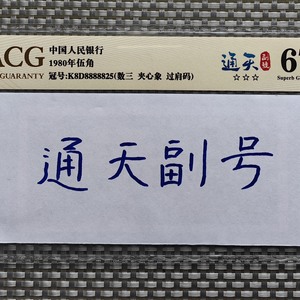 ACG
GUARANTY
中国人民银行
1980年伍角
冠号:K8D8888825(数三 夹心象 过肩码)
通天
☆☆☆
67
Superb G
通天副号